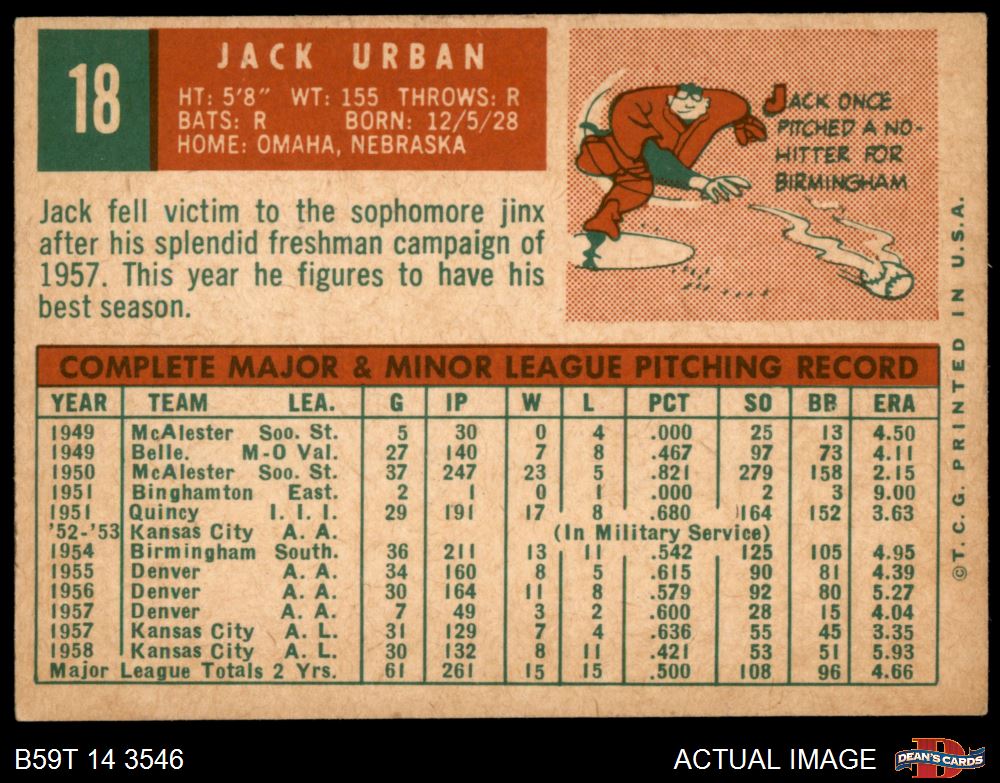 18
JACK URBAN
HT: 5'8" WT: 155 THROWS: R
BATS: R BORN: 12/5/28
HOME: OMAHA, NEBRASKA
JACK ONCE
PITCHED A NO-
HITTER FOR
BIRMINGHAM
Jack fell victim to the sophomore jinx
after his splendid freshman campaign of
1957. This year he figures to have his
best season.
COMPLETE MAJOR & MINOR LEAGUE PITCHING RECORD
YEAR TEAM LEA. G IP W L PCT SO BB ERA
1949 McAlester Soo. St. 5 30 0 4 .000 25 13 4.50
1949 Belle. M-O Val. 27 140 7 8 .467 97 73 4.11
1950 McAlester Soo. St. 37 247 23 5 .821 279 158 2.15
1951 Binghamton East. 2 1 0 1 .000 2 3 9.00
1951 Quincy I. I. I. 29 191 17 8 .680 164 152 3.63
'52-'53 Kansas City A. A. (In Military Service)
1954 Birmingham South. 36 211 13 11 .542 125 105 4.95
1955 Denver A. A. 34 160 8 5 .615 90 81 4.39
1956 Denver A. A. 30 164 11 8 .579 92 80 5.27
1957 Denver A. A. 7 49 3 2 .600 28 15 4.04
1957 Kansas City A. L. 31 129 7 4 .636 55 45 3.35
1958 Kansas City A. L. 30 132 8 11 .421 53 51 5.93
Major League Totals 2 Yrs. 61 261 15 15 .500 108 96 4.66
©T. C. G. PRINTED IN U.S.A.
B59T 14 3546
ACTUAL IMAGE
D
DEAN'S CARDS